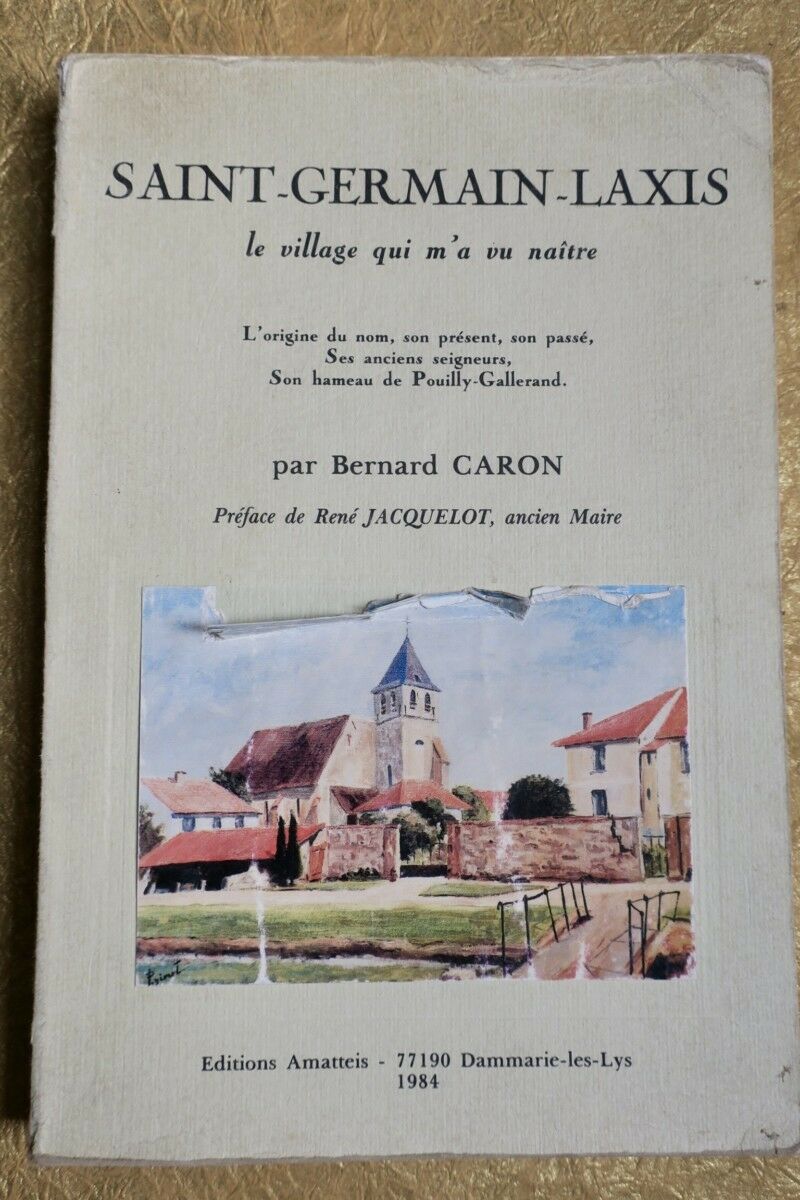 SAINT-GERMAIN-LAXIS
le village qui m'a vu naître
L'origine du nom, son présent, son passé,
Ses anciens seigneurs,
Son hameau de Pouilly-Gallerand.
par Bernard CARON
Préface de René JACQUELOT, ancien Maire
Editions Amatteis - 77190 Dammarie-les-Lys
1984